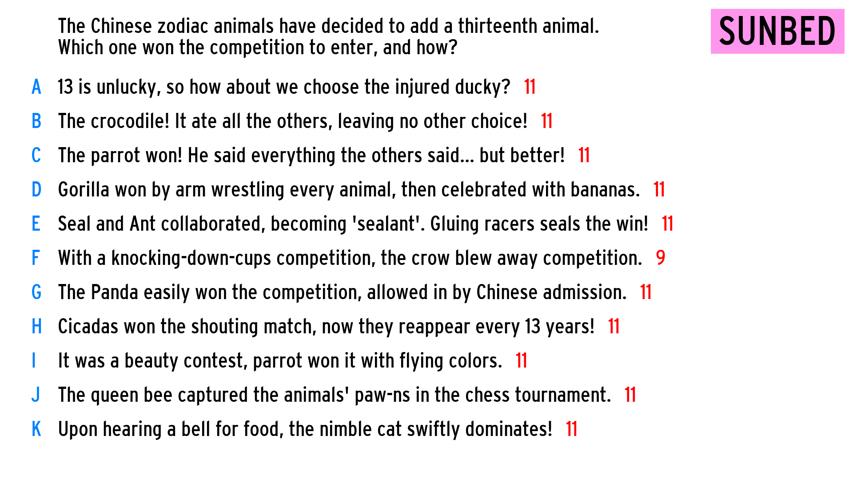 The Chinese zodiac animals have decided to add a thirteenth animal.
Which one won the competition to enter, and how?
SUNBED
A 13 is unlucky, so how about we choose the injured ducky? 11
B The crocodile! It ate all the others, leaving no other choice! 11
C The parrot won! He said everything the others said... but better! 11
D Gorilla won by arm wrestling every animal, then celebrated with bananas. 11
E Seal and Ant collaborated, becoming 'sealant'. Gluing racers seals the win! 11
F With a knocking-down-cups competition, the crow blew away competition. 9
G The Panda easily won the competition, allowed in by Chinese admission. 11
H Cicadas won the shouting match, now they reappear every 13 years! 11
I It was a beauty contest, parrot won it with flying colors. 11
J The queen bee captured the animals' paw-ns in the chess tournament. 11
K Upon hearing a bell for food, the nimble cat swiftly dominates! 11